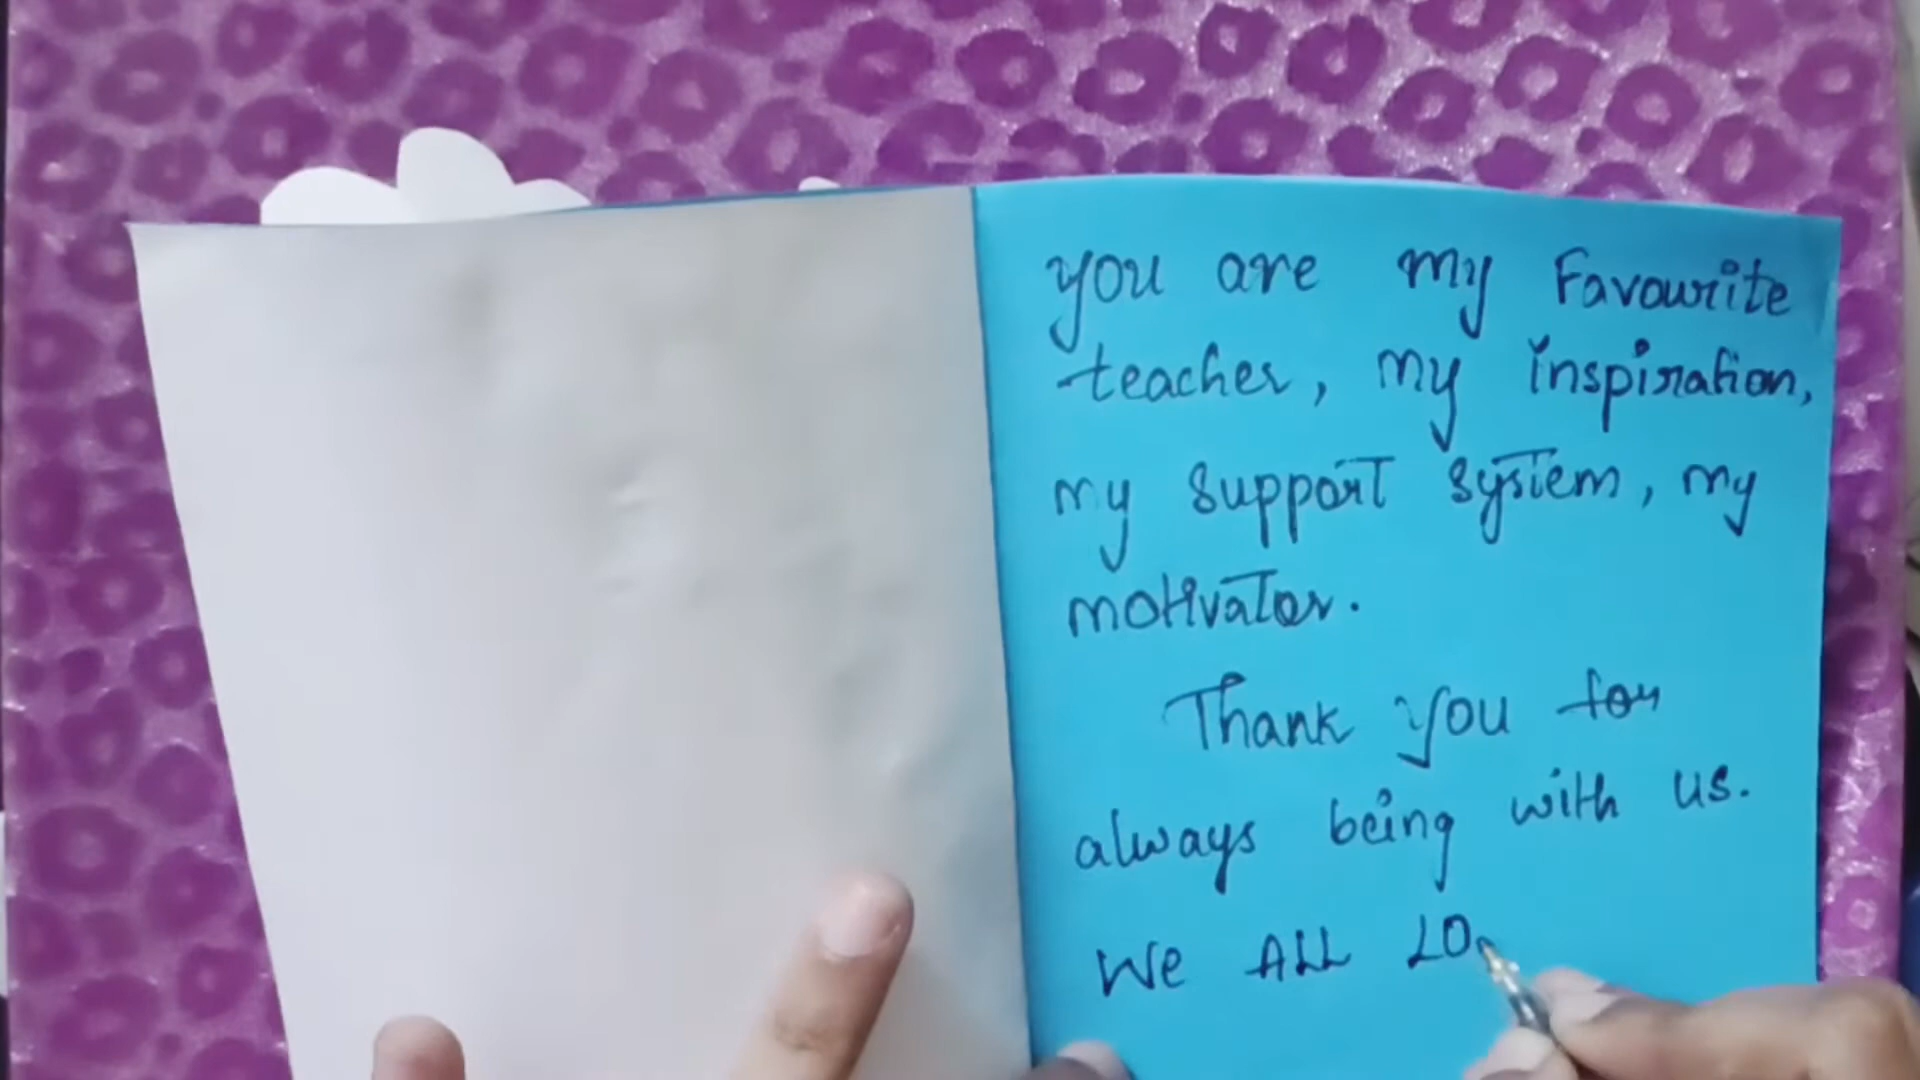 you are my Favourite
teacher, my inspiration,
my support system, my
motivator.
Thank you for
always being with us.
We ALL LO